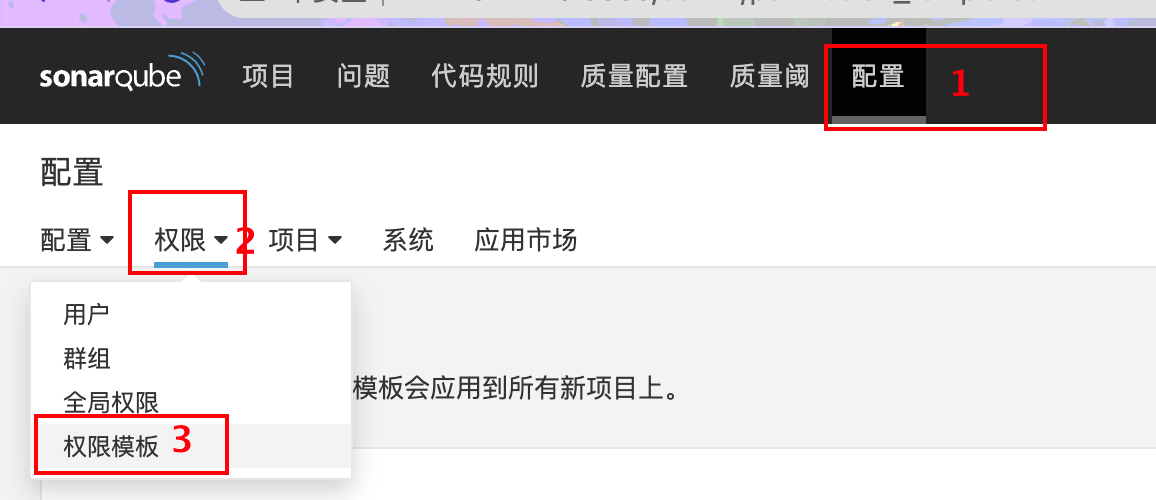 sonarqube 项目 问题 代码规则 质量配置 质量阈 配置 1
配置
配置 权限 2 项目 系统 应用市场
用户
群组
模板会应用到所有新项目上。
全局权限
权限模板 3